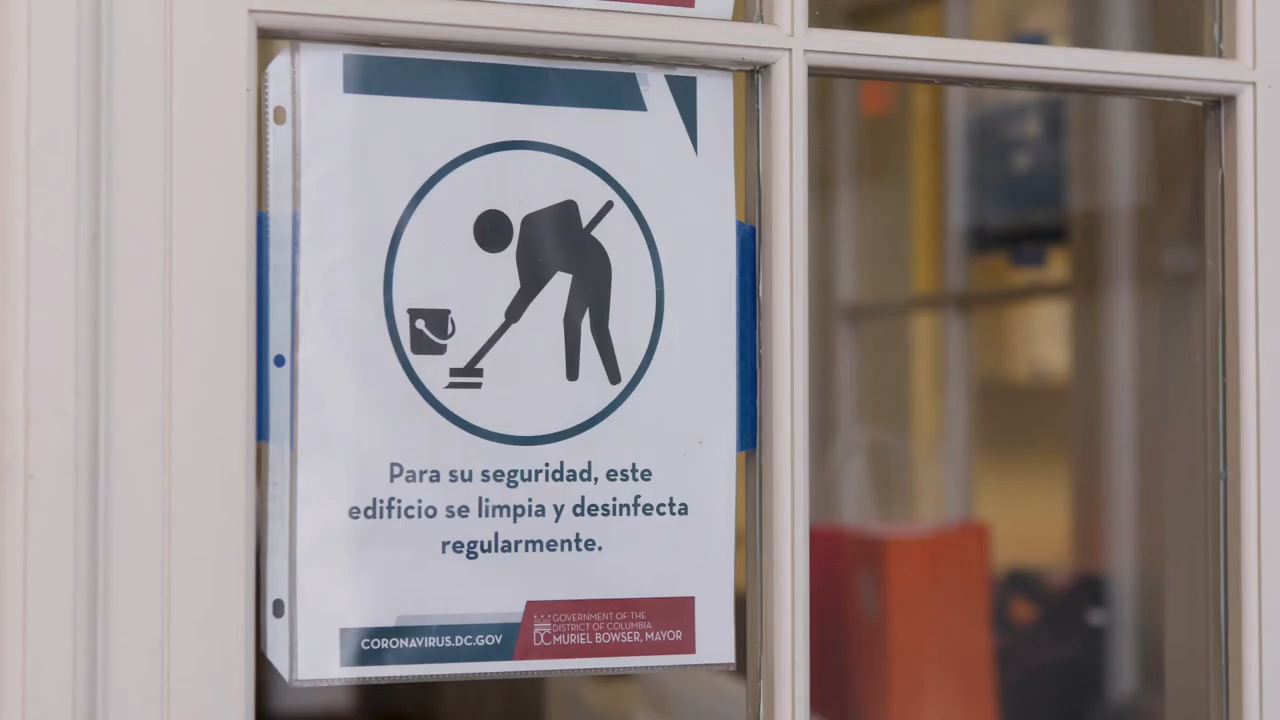 Para su seguridad, este
edificio se limpia y desinfecta
regularmente.
CORONAVIRUS.DC.GOV
GOVERNMENT OF THE
DISTRICT OF COLUMBIA
DC MURIEL BOWSER, MAYOR